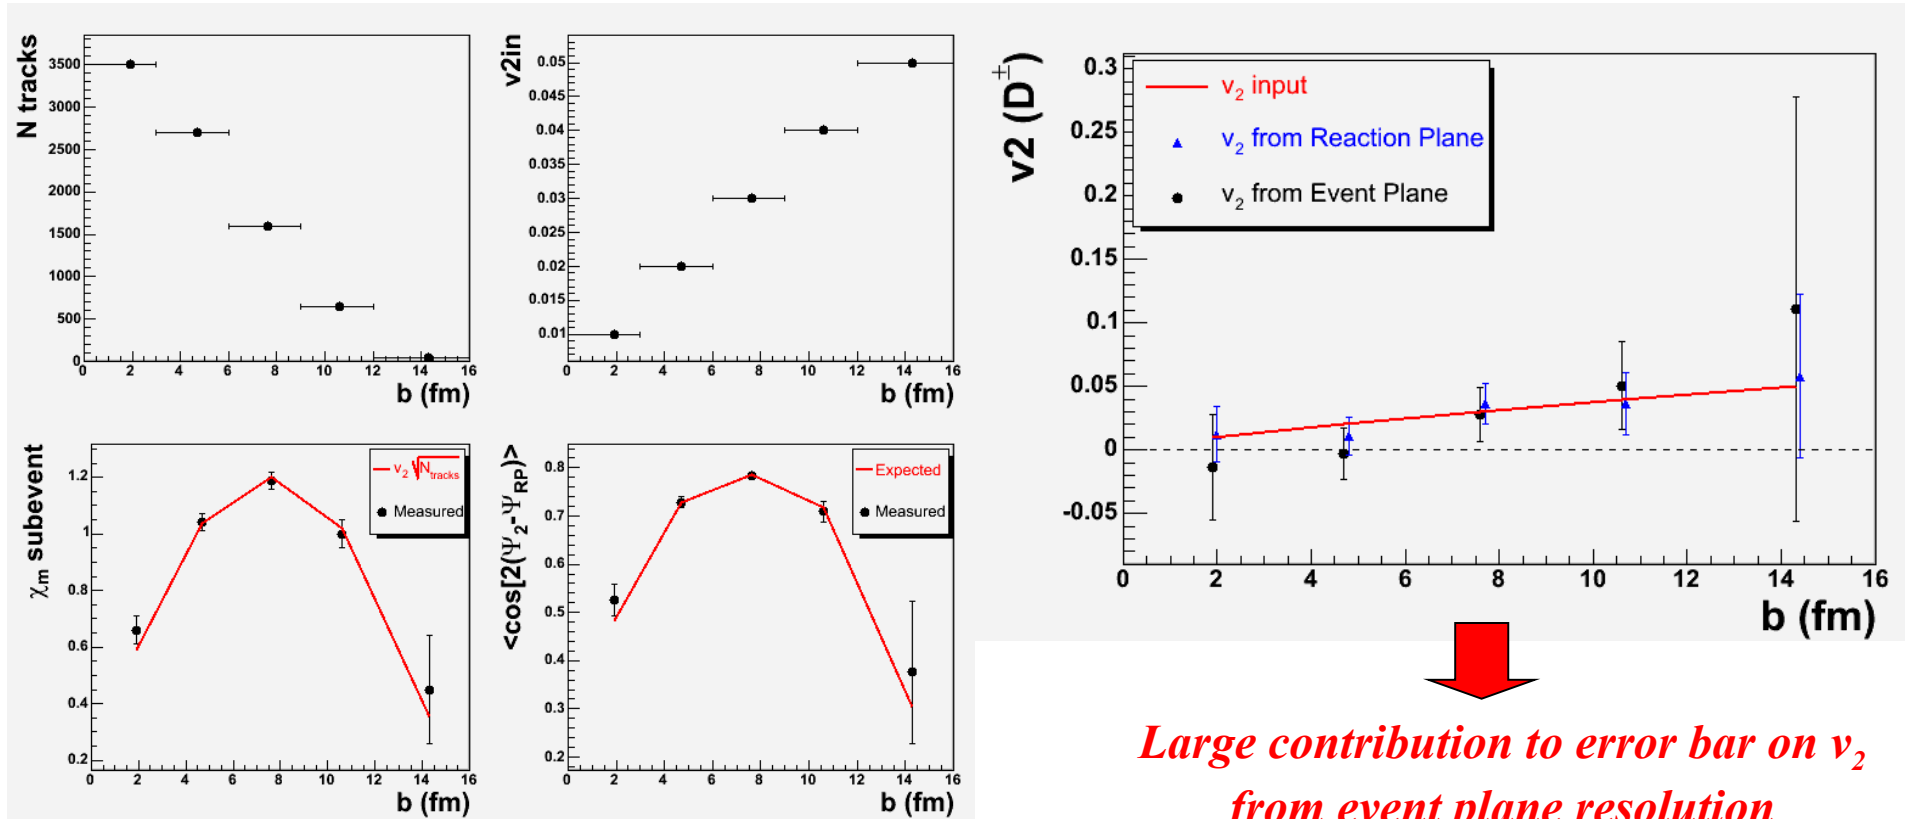 N tracks
3500
3000
2500
2000
1500
1000
500
0
0 2 4 6 8 10 12 14 16
b (fm)
v2in
0.05
0.045
0.04
0.035
0.03
0.025
0.02
0.015
0.01
0 2 4 6 8 10 12 14 16
b (fm)
χm subevent
1.2
1
0.8
0.6
0.4
0.2
v2 √Ntracks
Measured
0 2 4 6 8 10 12 14 16
b (fm)
<cos[2(Ψ2-ΨRP)>
0.8
0.7
0.6
0.5
0.4
0.3
0.2
Expected
Measured
0 2 4 6 8 10 12 14 16
b (fm)
v2 (D±)
0.3
0.25
0.2
0.15
0.1
0.05
0
-0.05
v2 input
v2 from Reaction Plane
v2 from Event Plane
0 2 4 6 8 10 12 14 16
b (fm)
Large contribution to error bar on v2
from event plane resolution